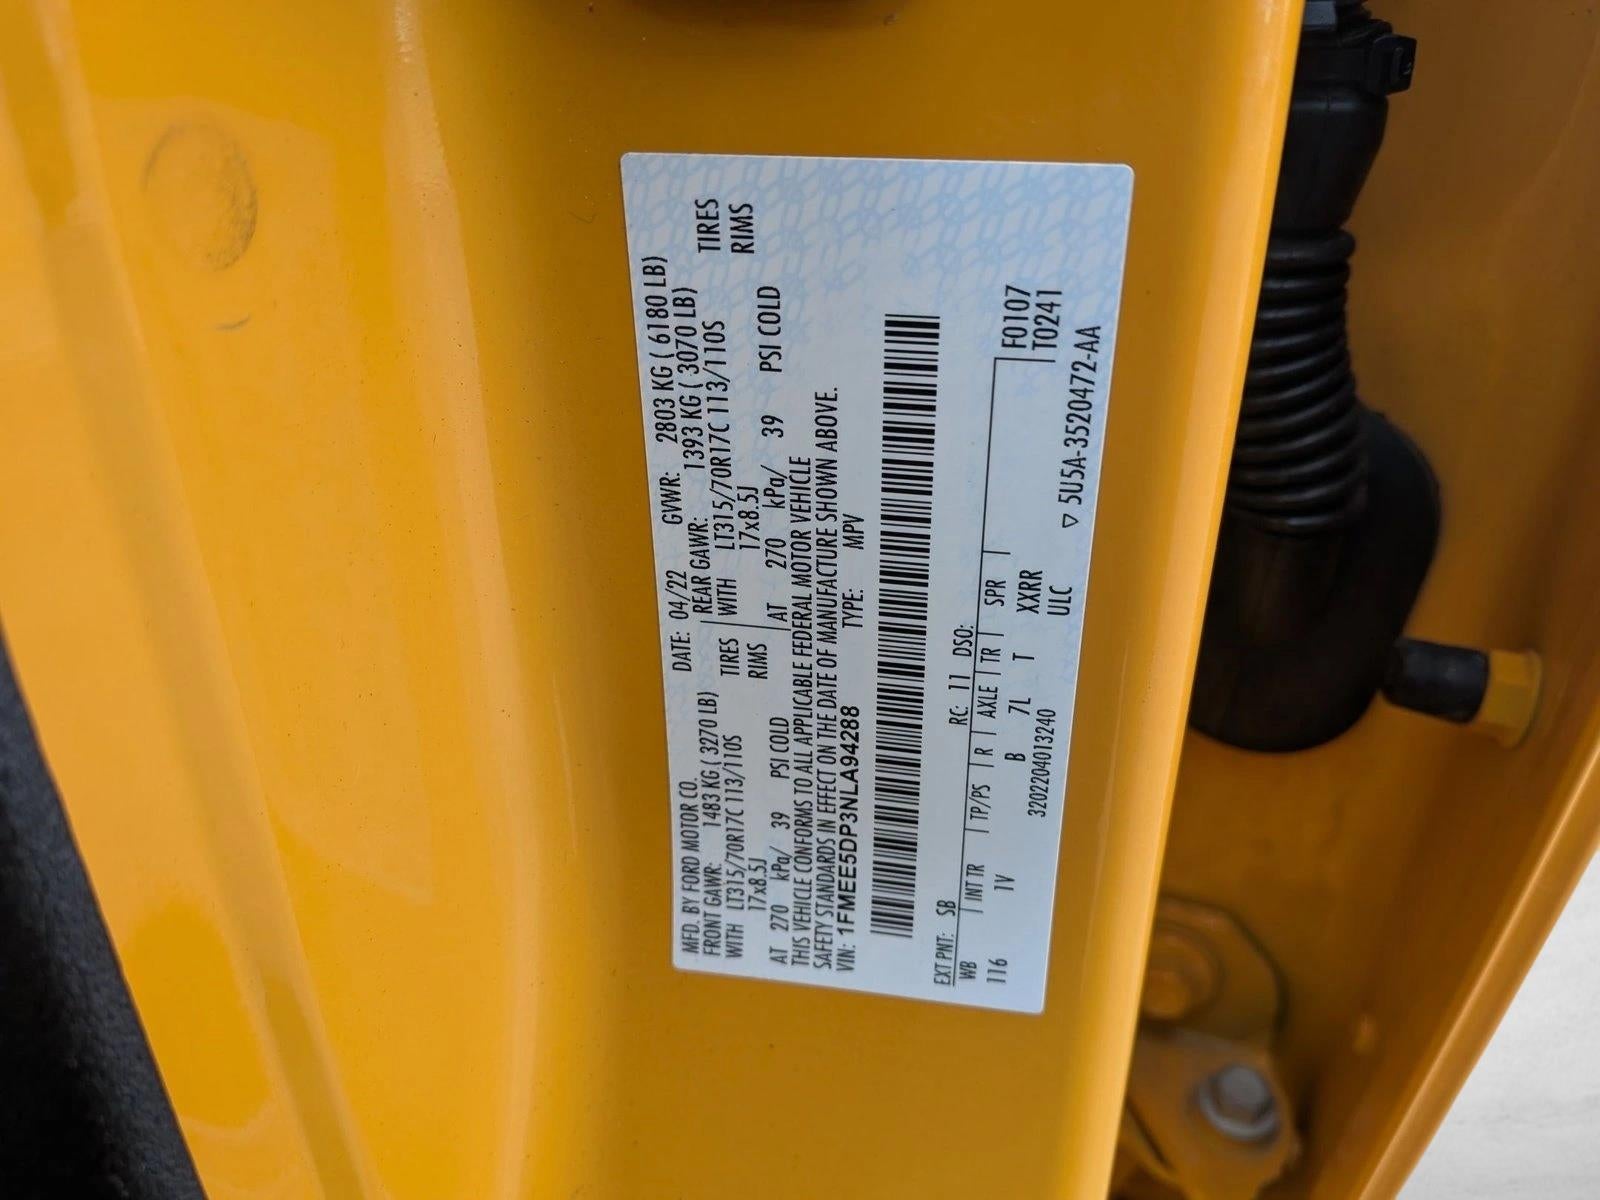 MFD. BY FORD MOTOR CO.
DATE: 04/22 GVWR: 2803 KG ( 6180 LB)
FRONT GAWR: 1483 KG ( 3270 LB) REAR GAWR: 1393 KG ( 3070 LB)
WITH LT315/70R17C 113/110S TIRES WITH LT315/70R17C 113/110S TIRES
17x8.5J RIMS 17x8.5J RIMS
AT 270 kPa/ 39 PSI COLD AT 270 kPa/ 39 PSI COLD
THIS VEHICLE CONFORMS TO ALL APPLICABLE FEDERAL MOTOR VEHICLE
SAFETY STANDARDS IN EFFECT ON THE DATE OF MANUFACTURE SHOWN ABOVE.
VIN: 1FMEE5DP3NLA94288 TYPE: MPV
EXT PNT: SB RC: 11 DSO:
WB INT TR TP/PS R AXLE TR SPR F0107
116 1V B 7L T XXRR T0241
3202204013240 ULC
▽ 5U5A-3520472-AA